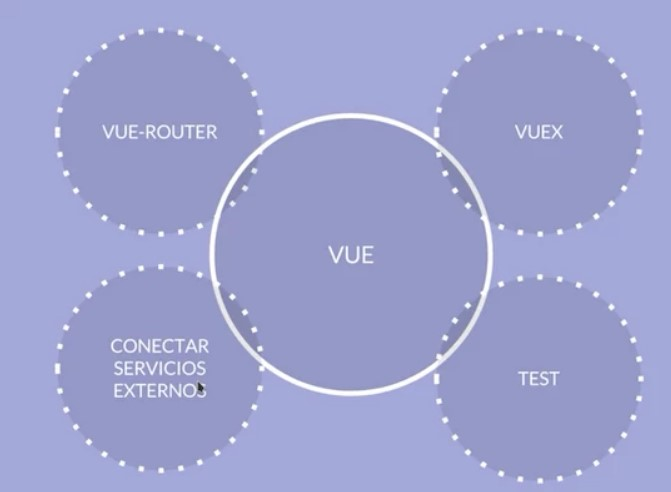 VUE-ROUTER
VUEX
VUE
CONECTAR
SERVICIOS
EXTERNOS
TEST